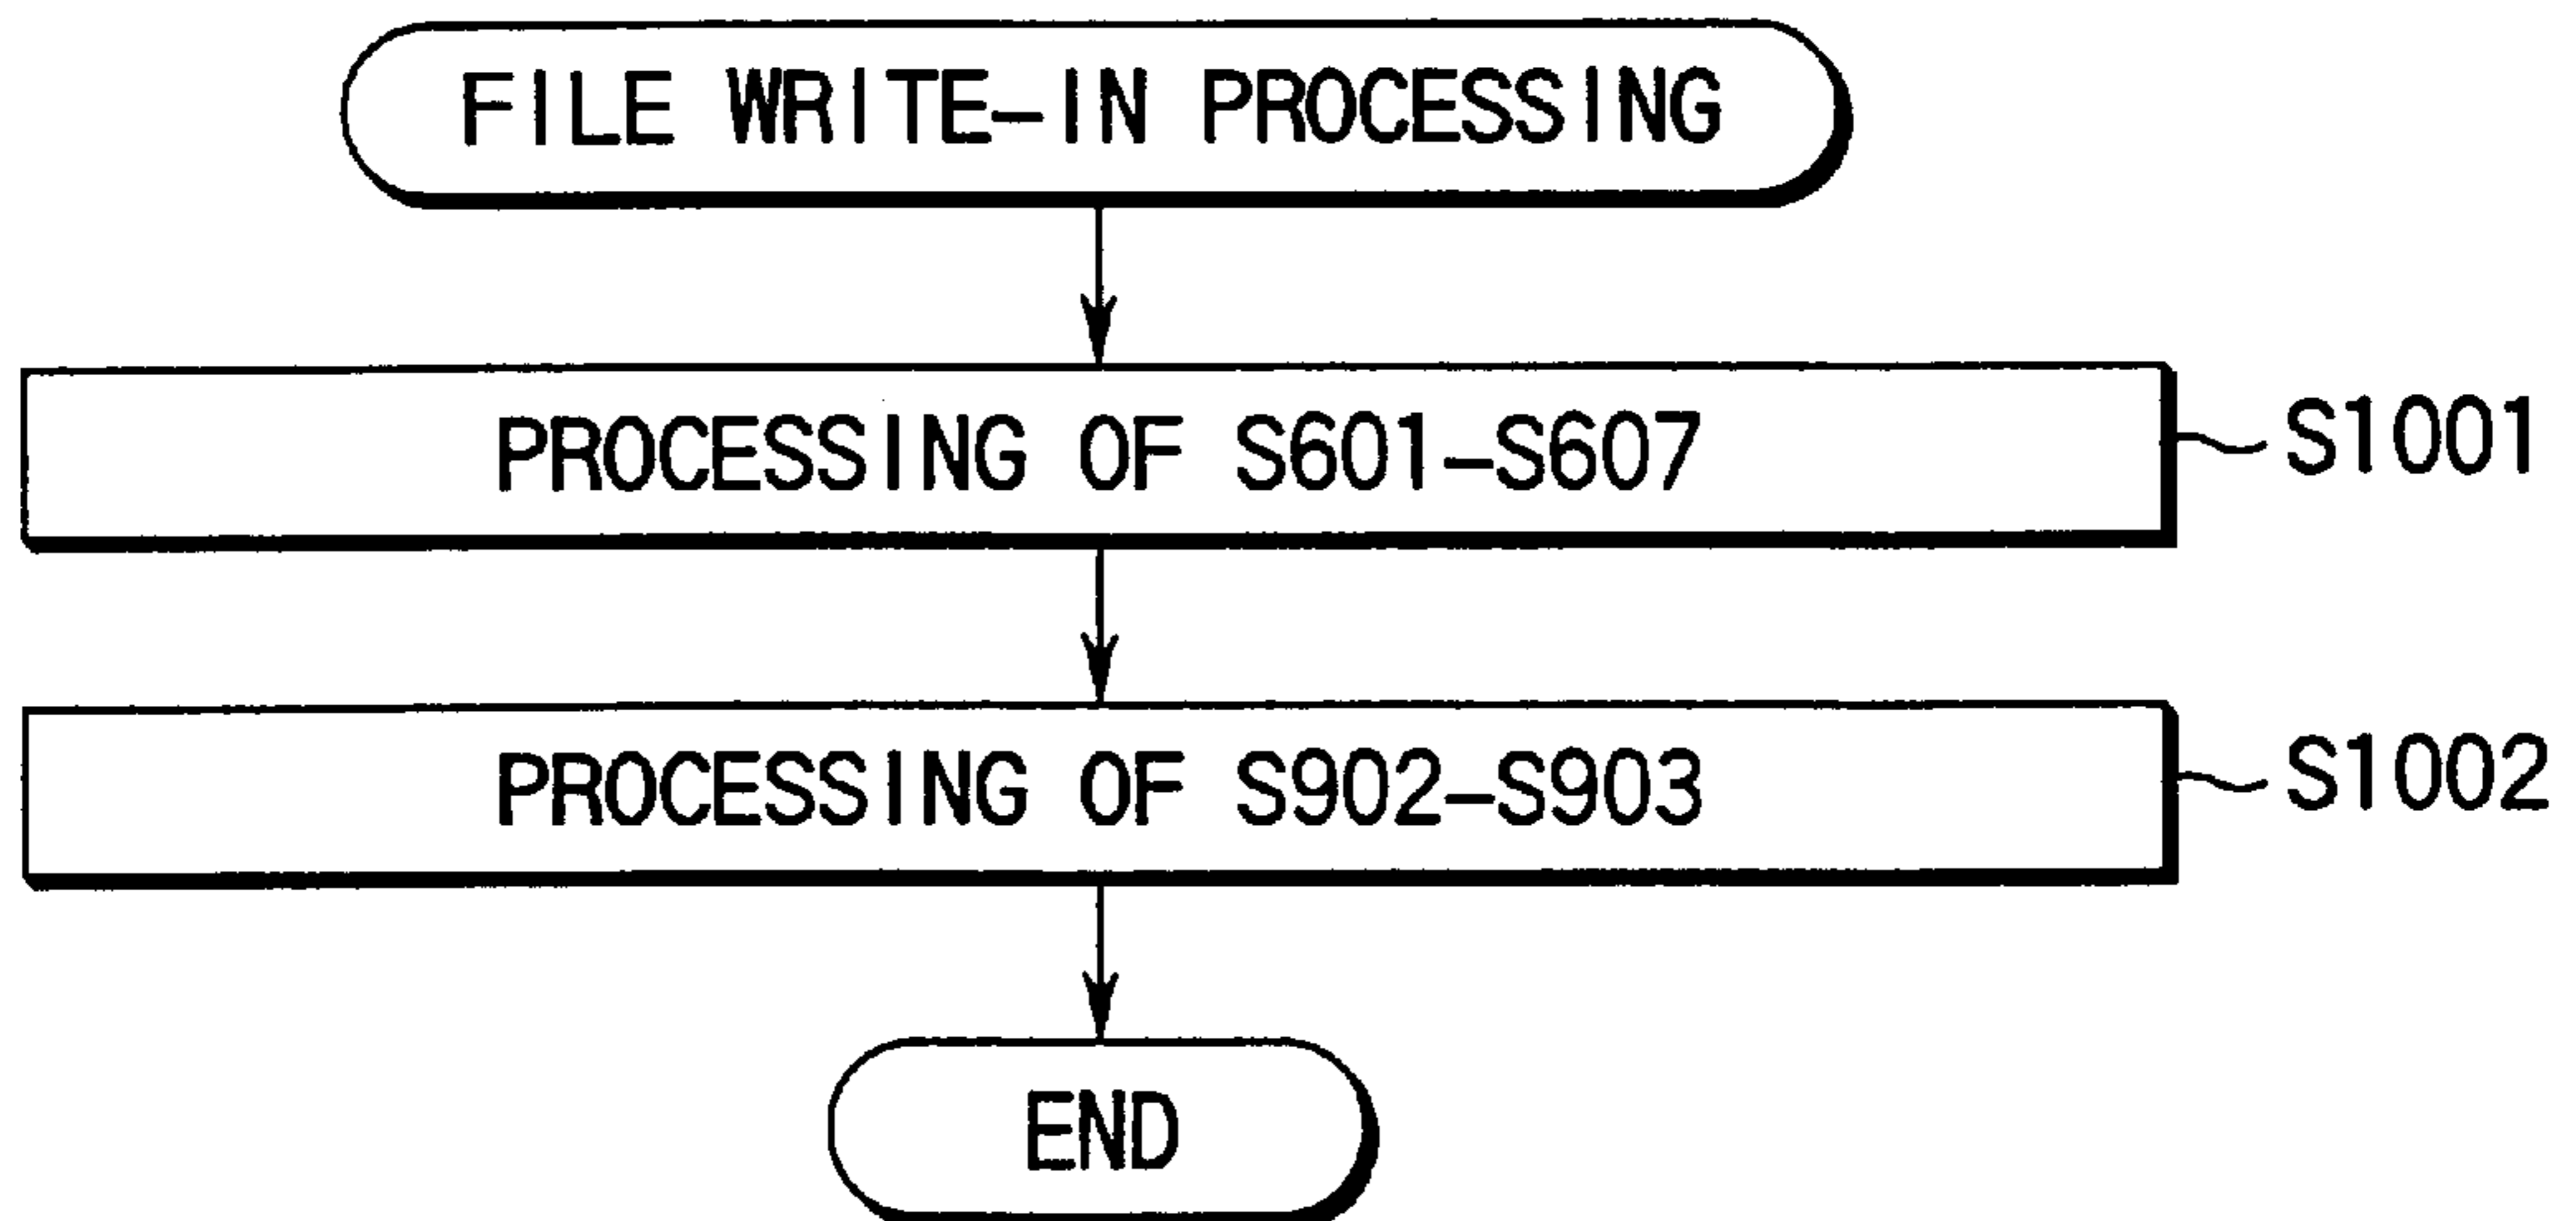 FILE WRITE-IN PROCESSING
PROCESSING OF S601-S607
S1001
PROCESSING OF S902-S903
S1002
END